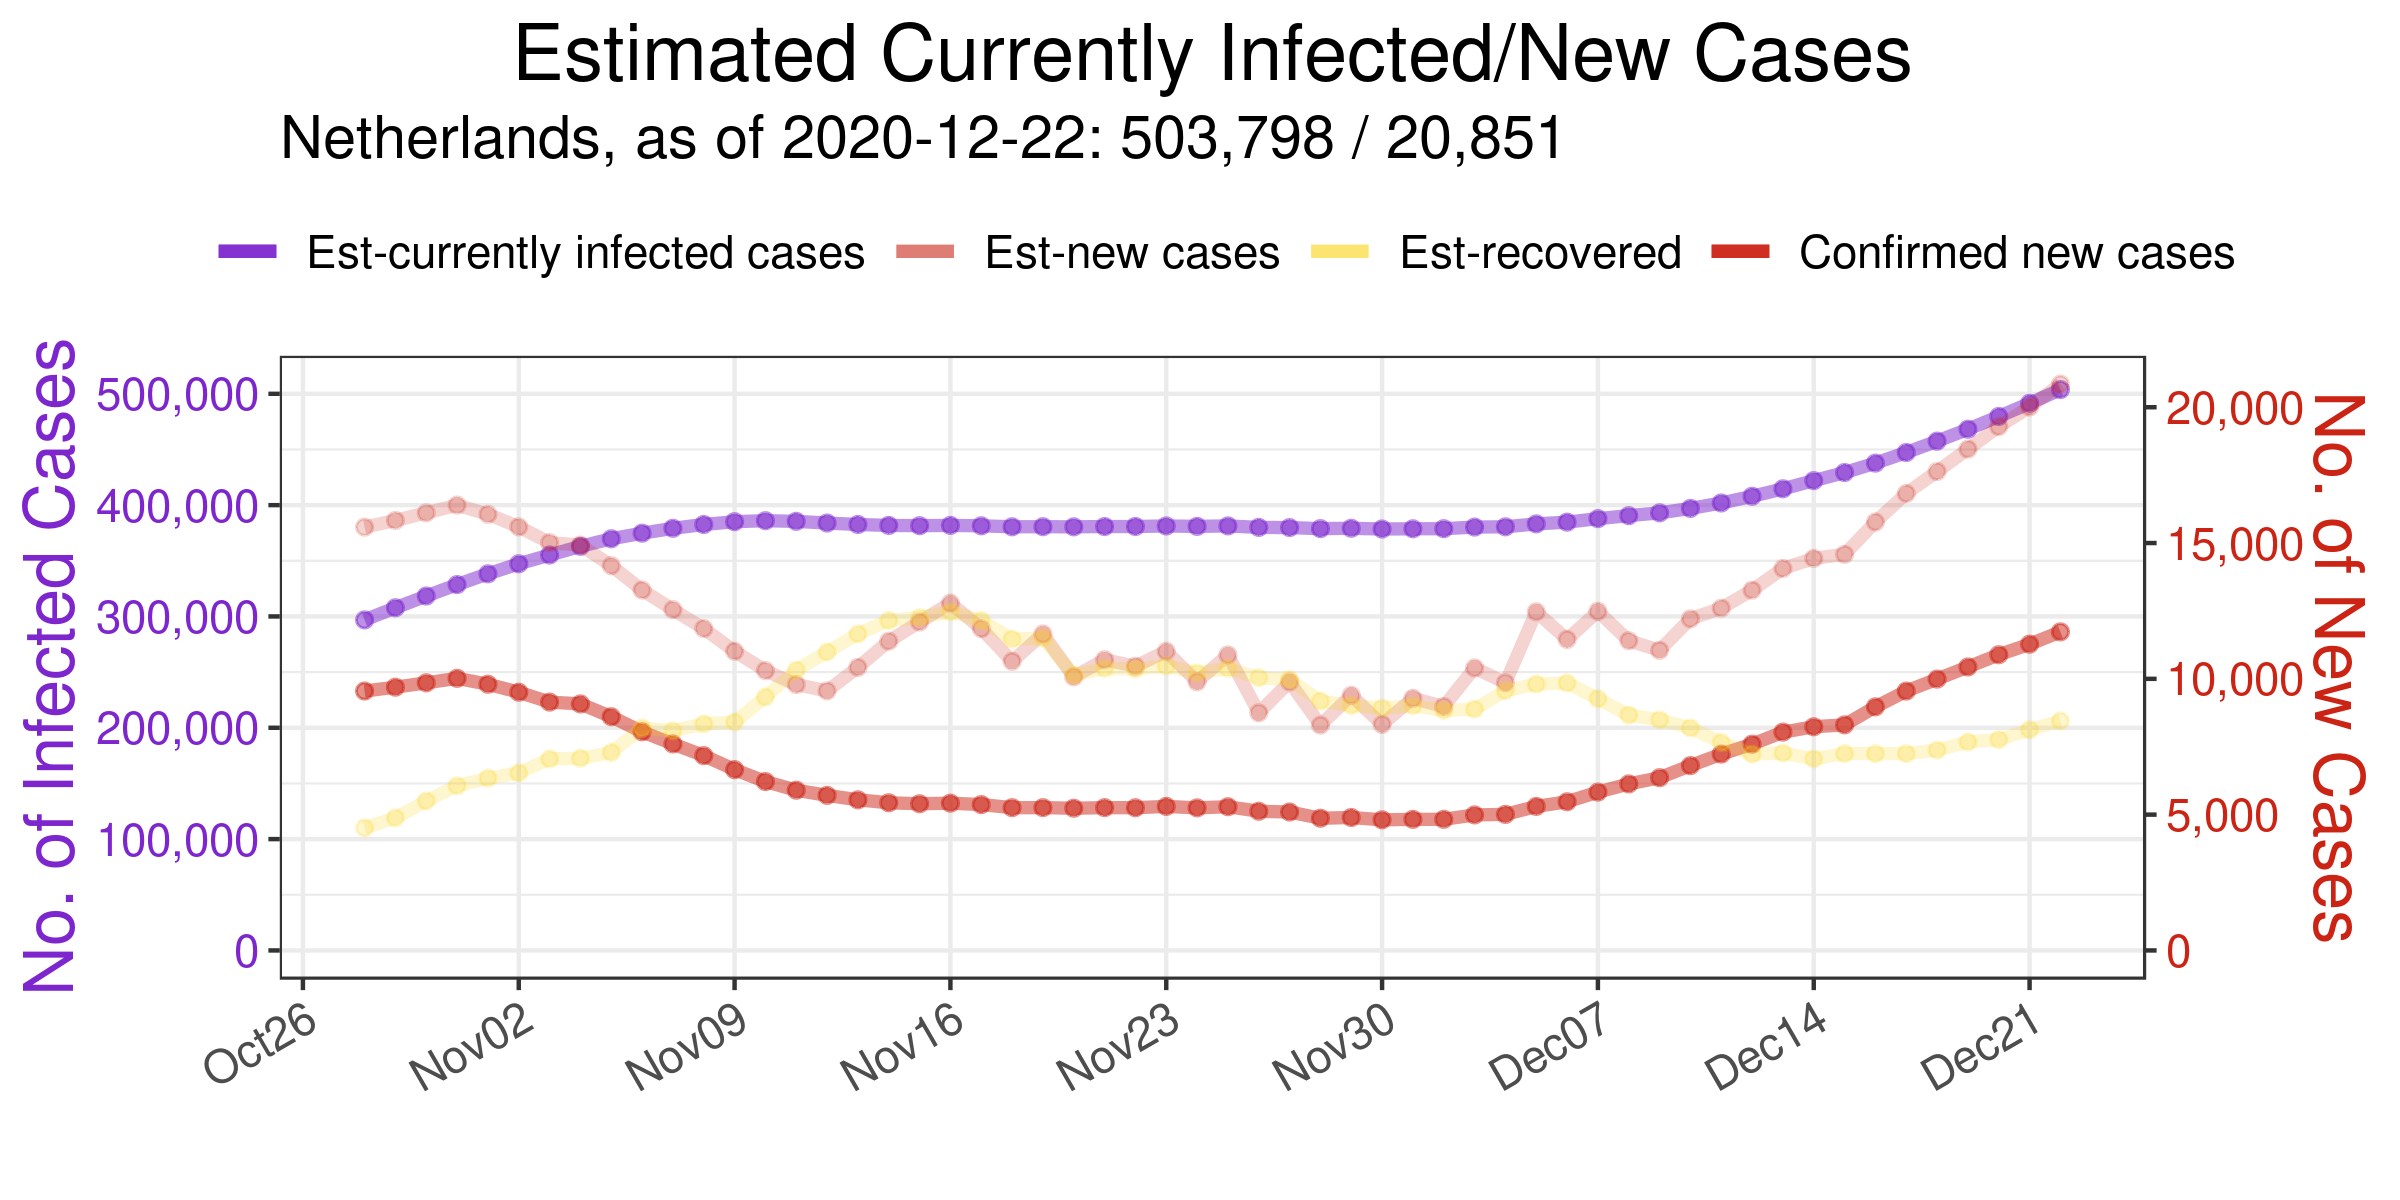 Estimated Currently Infected/New Cases
Netherlands, as of 2020-12-22: 503,798 / 20,851
Est-currently infected cases Est-new cases Est-recovered Confirmed new cases
No. of Infected Cases
500,000
400,000
300,000
200,000
100,000
0
20,000
15,000
10,000
5,000
0
No. of New Cases
Oct26 Nov02 Nov09 Nov16 Nov23 Nov30 Dec07 Dec14 Dec21